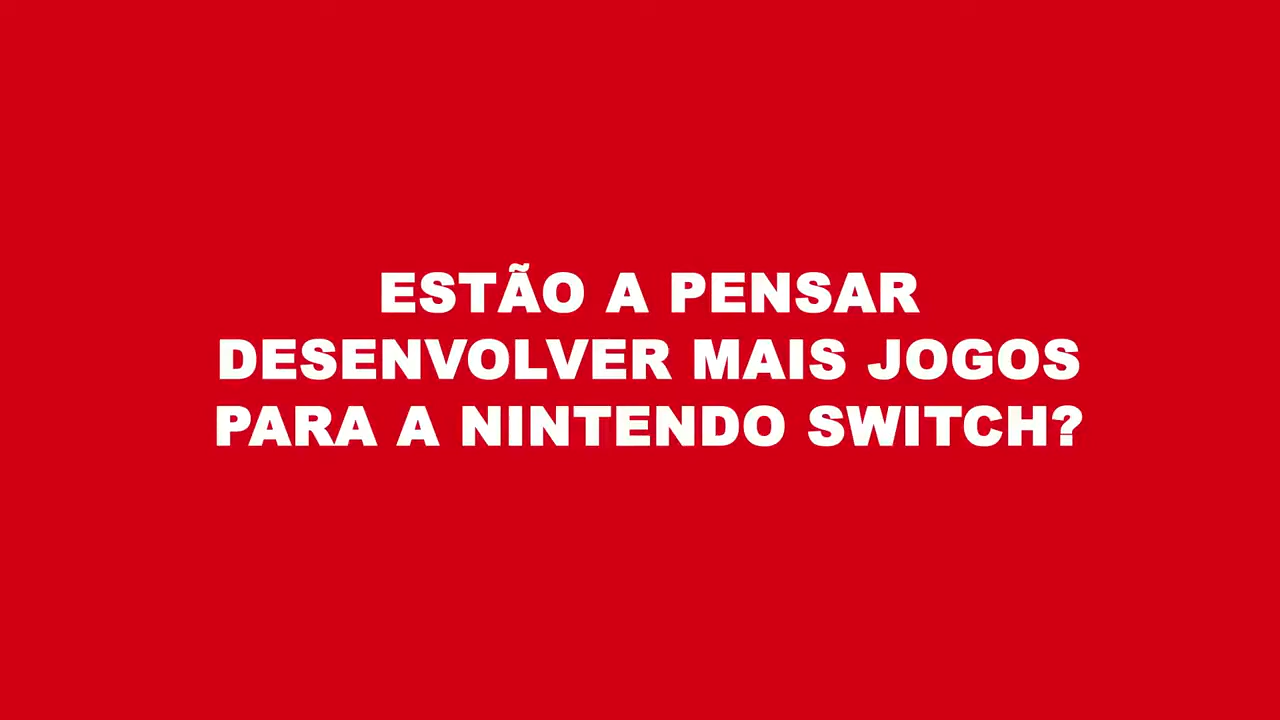 ESTÃO A PENSAR
DESENVOLVER MAIS JOGOS
PARA A NINTENDO SWITCH?